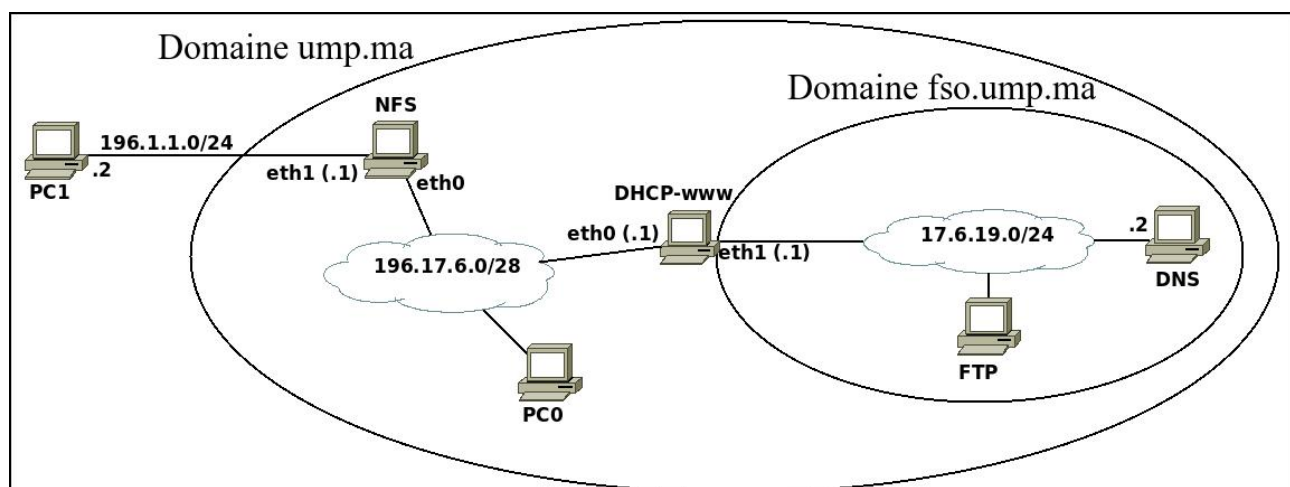 Domaine ump.ma
Domaine fso.ump.ma
NFS
196.1.1.0/24
.2
PC1
eth1 (.1)
eth0
DHCP-www
eth0 (.1)
eth1 (.1)
196.17.6.0/28
17.6.19.0/24
.2
DNS
FTP
PC0